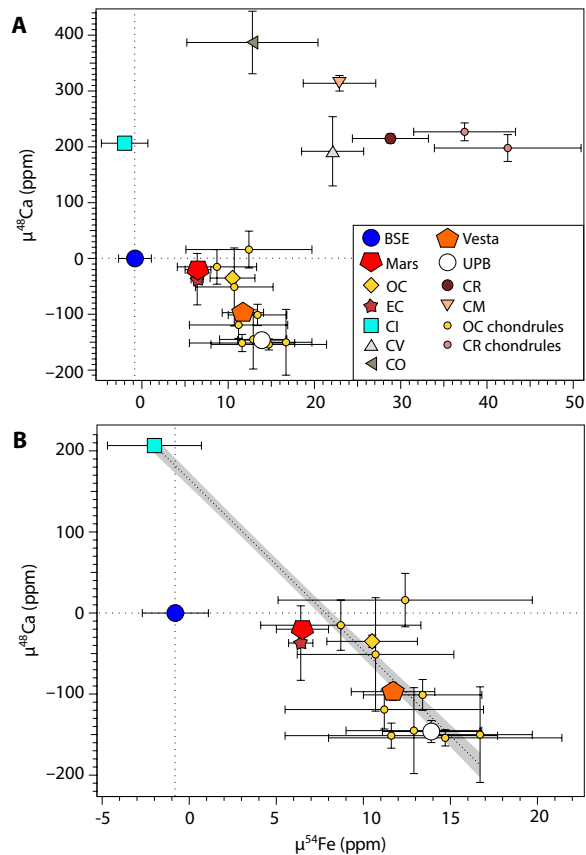 A
400
300
200
100
0
−100
−200
μ⁴⁸Ca (ppm)
BSE
Mars
OC
EC
CI
CV
CO
Vesta
UPB
CR
CM
OC chondrules
CR chondrules
0
10
20
30
40
50
B
200
100
0
−100
−200
μ⁴⁸Ca (ppm)
-5
0
5
10
15
20
μ⁵⁴Fe (ppm)